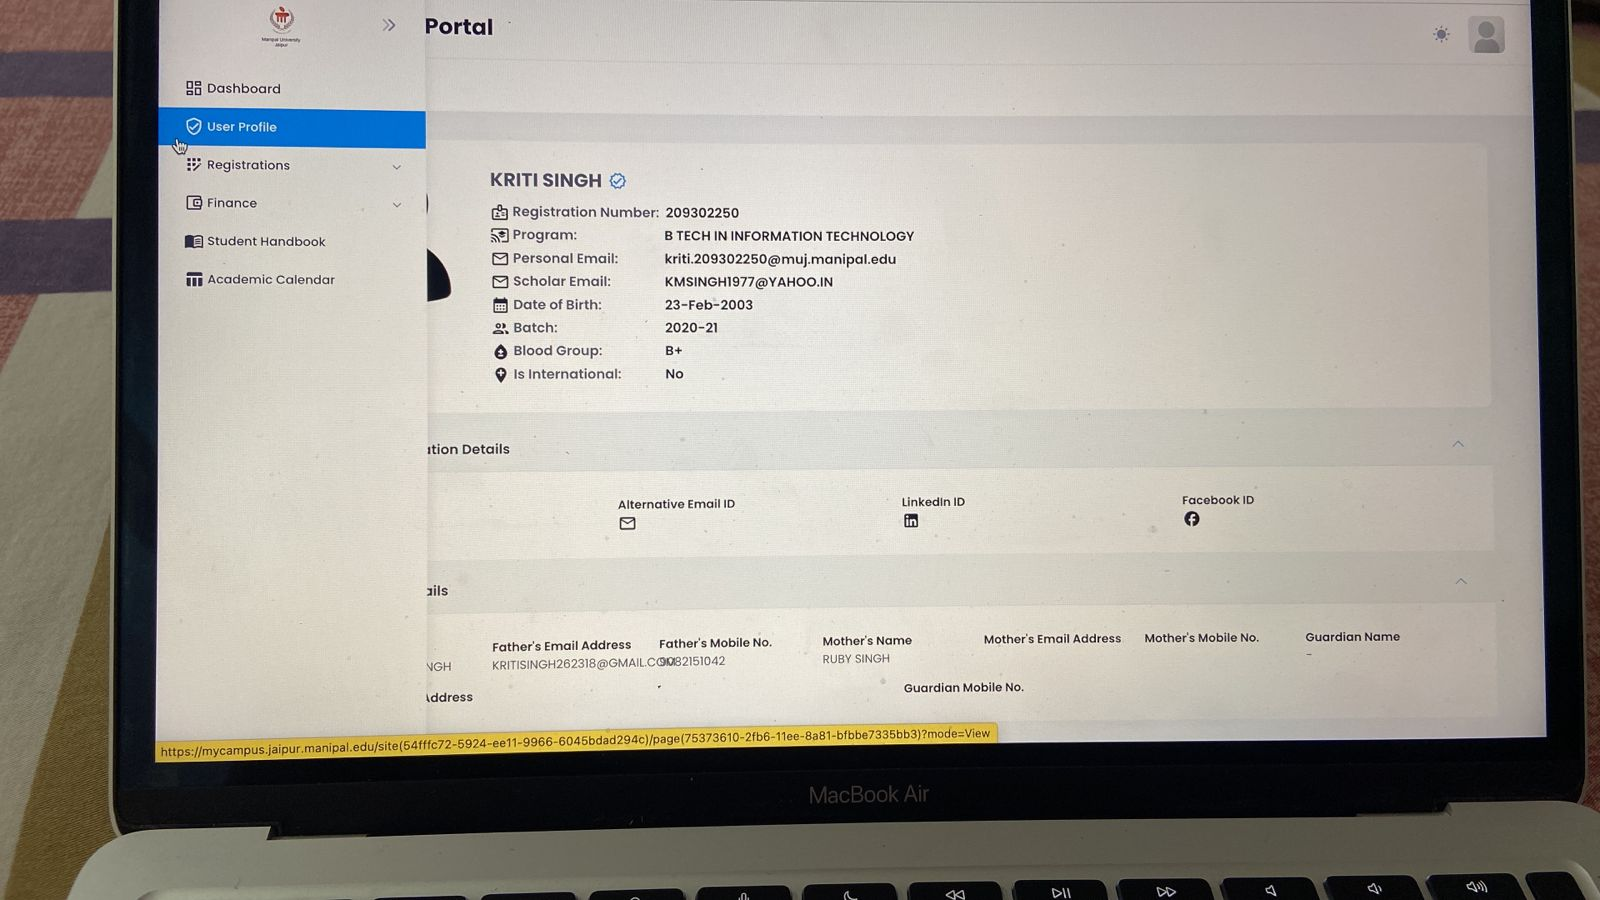 Manipal University
Jaipur
Portal
Dashboard
User Profile
Registrations
Finance
Student Handbook
Academic Calendar
KRITI SINGH
Registration Number: 209302250
Program: B TECH IN INFORMATION TECHNOLOGY
Personal Email: kriti.209302250@muj.manipal.edu
Scholar Email: KMSINGH1977@YAHOO.IN
Date of Birth: 23-Feb-2003
Batch: 2020-21
Blood Group: B+
Is International: No
ation Details
Alternative Email ID LinkedIn ID Facebook ID
ails
Father's Email Address Father's Mobile No. Mother's Name Mother's Email Address Mother's Mobile No. Guardian Name
NGH KRITISINGH262318@GMAIL.COM 9082151042 RUBY SINGH -
Address Guardian Mobile No.
https://mycampus.jaipur.manipal.edu/site(54fffc72-5924-ee11-9966-6045bdad294c)/page(75373610-2fb6-11ee-8a81-bfbbe7335bb3)?mode=View
MacBook Air